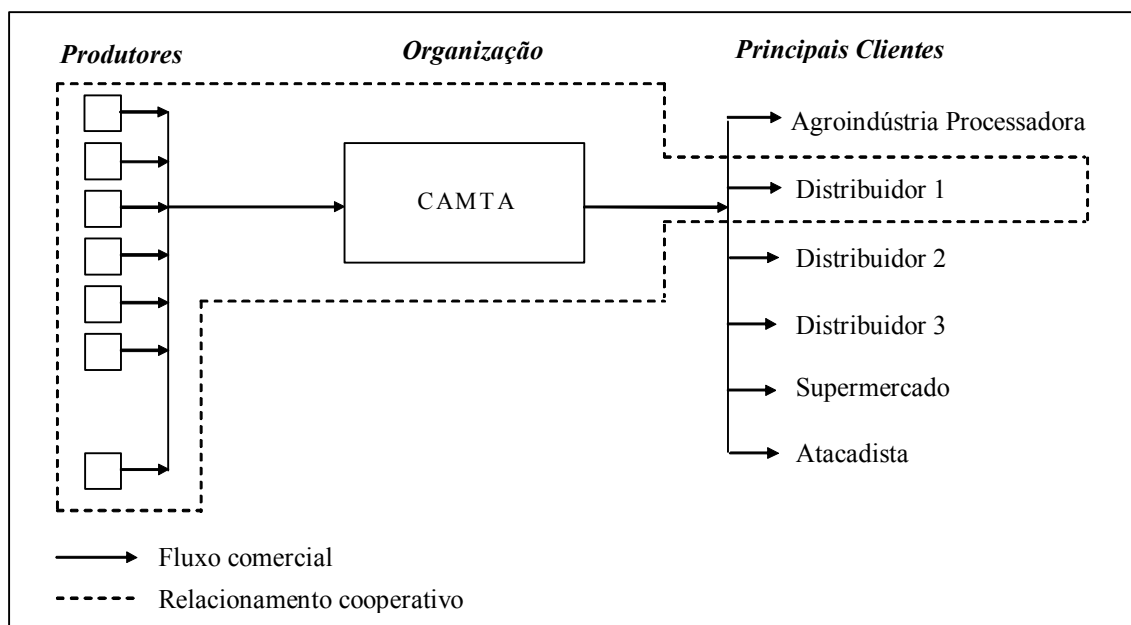 Produtores
Organização
Principais Clientes
Agroindústria Processadora
CAMTA
Distribuidor 1
Distribuidor 2
Distribuidor 3
Supermercado
Atacadista
Fluxo comercial
Relacionamento cooperativo